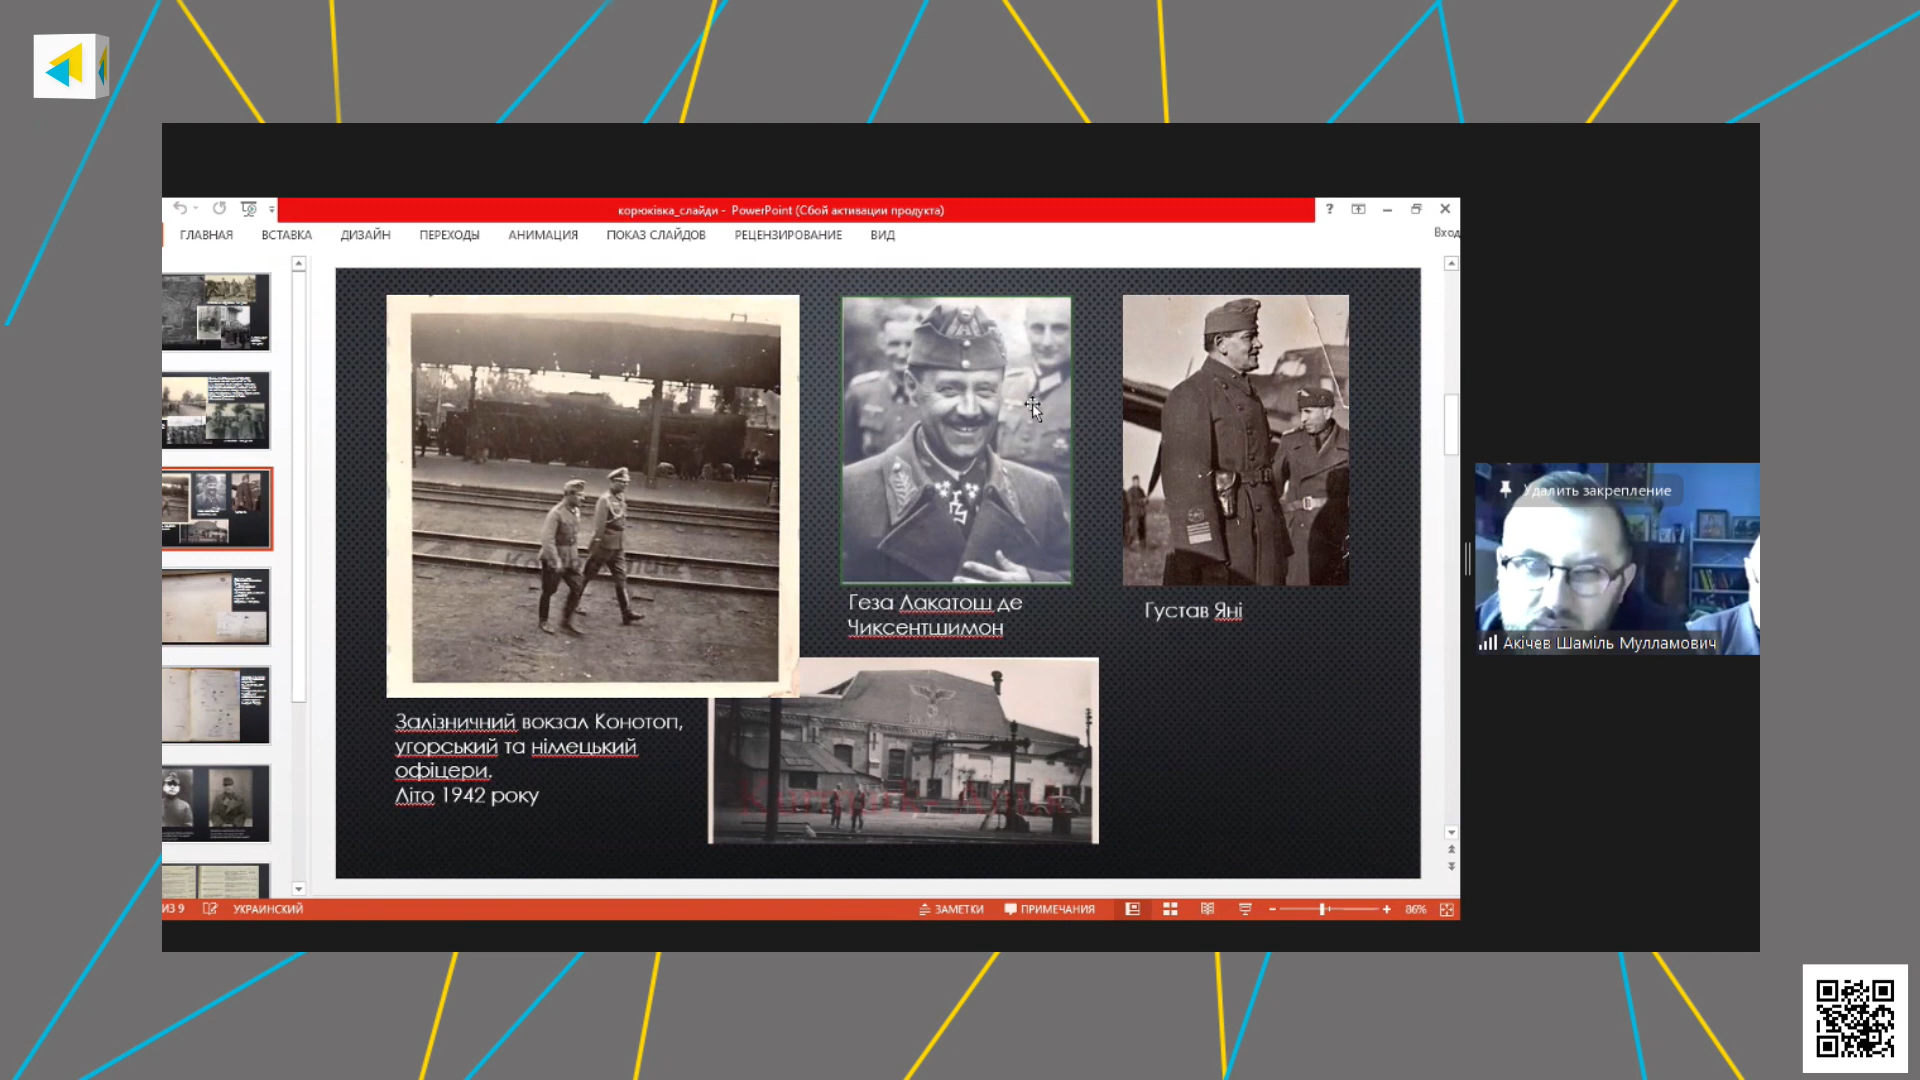 корюківка_слайди - PowerPoint (Сбой активации продукта)
?
ГЛАВНАЯ ВСТАВКА ДИЗАЙН ПЕРЕХОДЫ АНИМАЦИЯ ПОКАЗ СЛАЙДОВ РЕЦЕНЗИРОВАНИЕ ВИД
Вход
Геза Лакатош де
Чиксентшимон
Густав Яні
Залізничний вокзал Конотоп,
угорський та німецький
офіцери.
Літо 1942 року
Удалить закрепление
Акічев Шаміль Мулламович
ИЗ 9 УКРАИНСКИЙ ЗАМЕТКИ ПРИМЕЧАНИЯ 86%